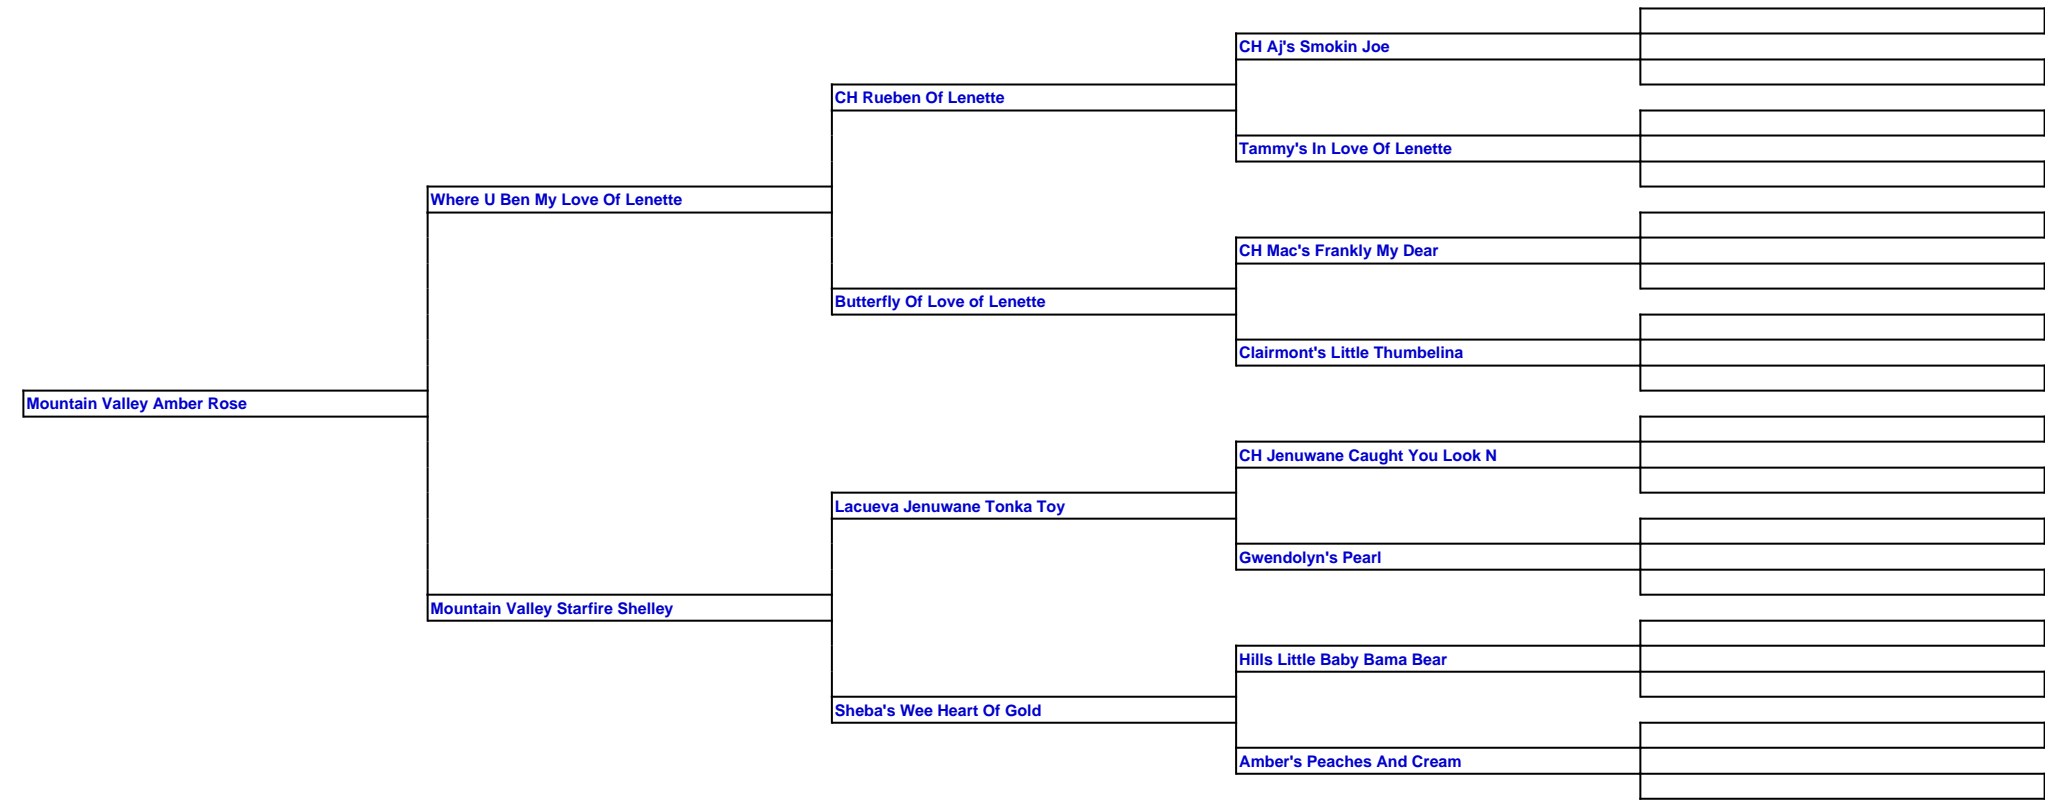 CH Aj's Smokin Joe
CH Rueben Of Lenette
Tammy's In Love Of Lenette
Where U Ben My Love Of Lenette
CH Mac's Frankly My Dear
Butterfly Of Love of Lenette
Clairmont's Little Thumbelina
Mountain Valley Amber Rose
CH Jenuwane Caught You Look N
Lacueva Jenuwane Tonka Toy
Gwendolyn's Pearl
Mountain Valley Starfire Shelley
Hills Little Baby Bama Bear
Sheba's Wee Heart Of Gold
Amber's Peaches And Cream